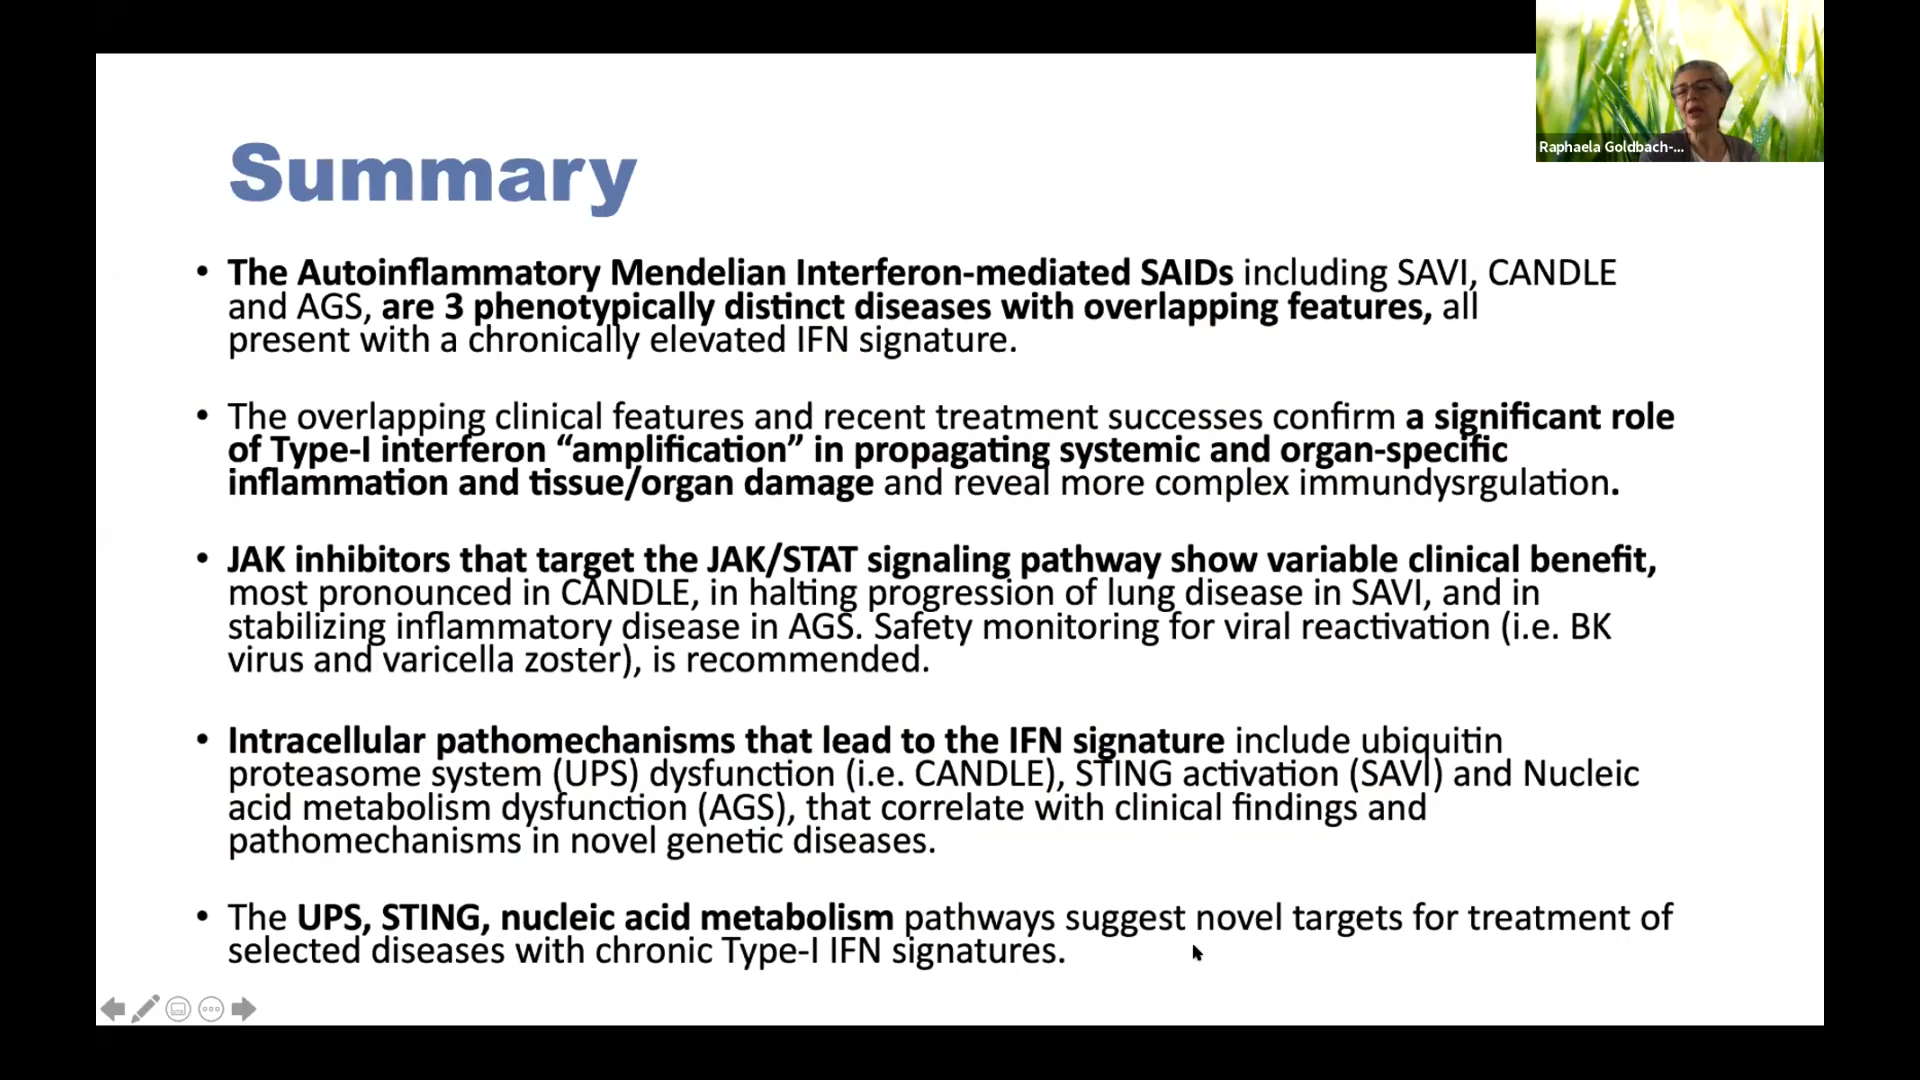 Raphaela Goldbach-...
Summary
• The Autoinflammatory Mendelian Interferon-mediated SAIDs including SAVI, CANDLE
and AGS, are 3 phenotypically distinct diseases with overlapping features, all
present with a chronically elevated IFN signature.
• The overlapping clinical features and recent treatment successes confirm a significant role
of Type-I interferon “amplification” in propagating systemic and organ-specific
inflammation and tissue/organ damage and reveal more complex immundysrgulation.
• JAK inhibitors that target the JAK/STAT signaling pathway show variable clinical benefit,
most pronounced in CANDLE, in halting progression of lung disease in SAVI, and in
stabilizing inflammatory disease in AGS. Safety monitoring for viral reactivation (i.e. BK
virus and varicella zoster), is recommended.
• Intracellular pathomechanisms that lead to the IFN signature include ubiquitin
proteasome system (UPS) dysfunction (i.e. CANDLE), STING activation (SAVI) and Nucleic
acid metabolism dysfunction (AGS), that correlate with clinical findings and
pathomechanisms in novel genetic diseases.
• The UPS, STING, nucleic acid metabolism pathways suggest novel targets for treatment of
selected diseases with chronic Type-I IFN signatures.